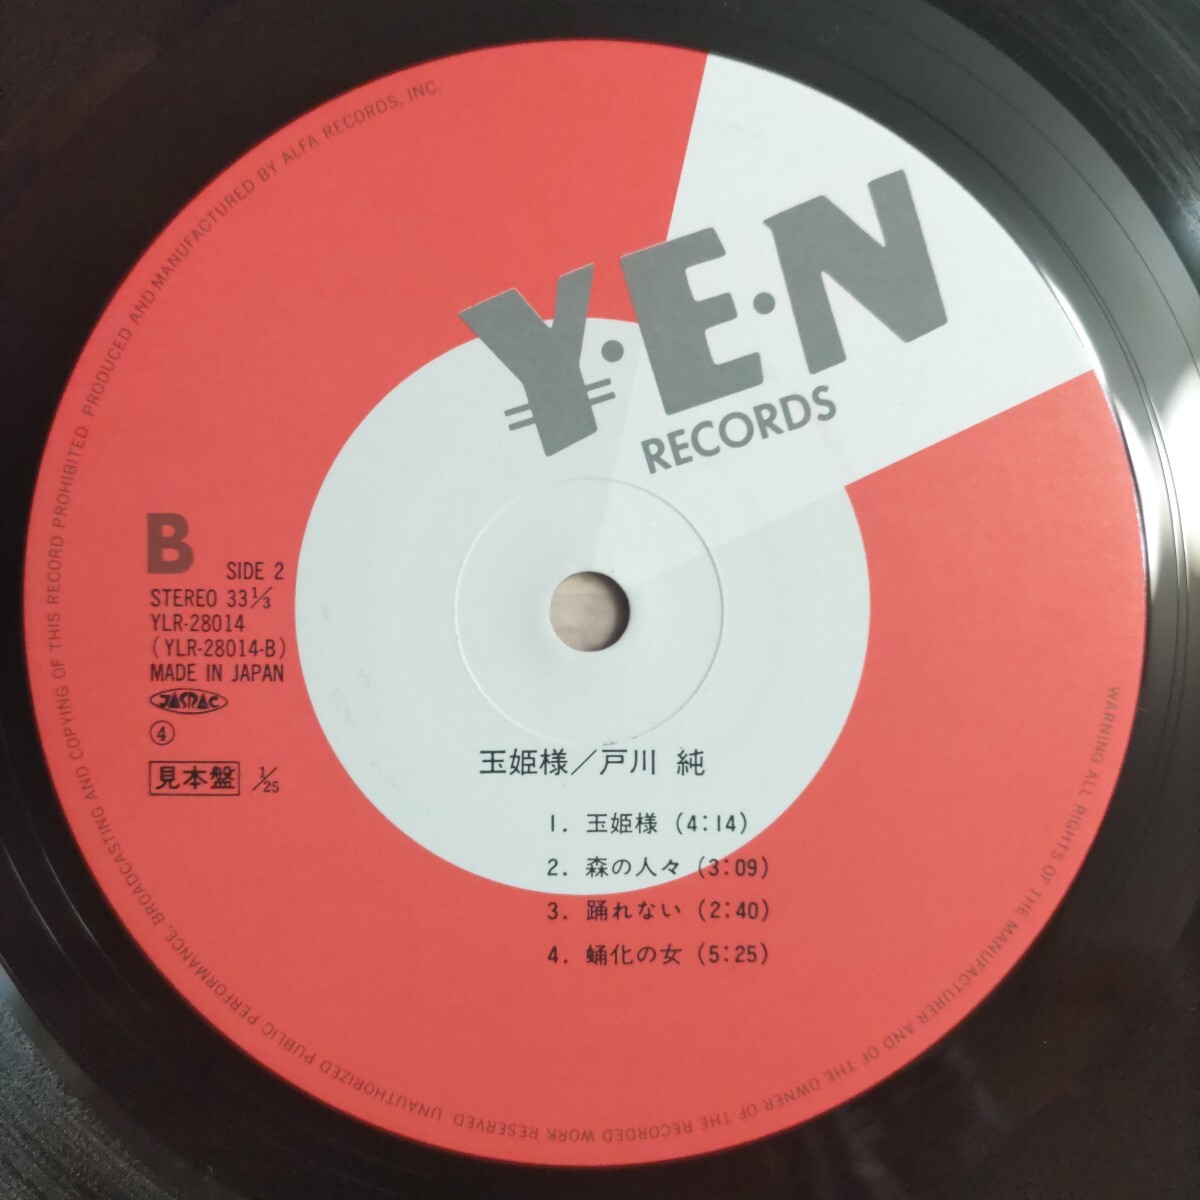 Y·E·N
RECORDS
B SIDE 2
STEREO 33⅓
YLR-28014
(YLR-28014-B)
MADE IN JAPAN
JASRAC
④
見本盤 1/25
玉姫様/戸川 純
1. 玉姫様 (4:14)
2. 森の人々 (3:09)
3. 踊れない (2:40)
4. 蛹化の女 (5:25)
WARNING ALL RIGHTS OF THE MANUFACTURER AND OF THE OWNER OF THE RECORDED WORK RESERVED. UNAUTHORIZED PUBLIC PERFORMANCE, BROADCASTING AND COPYING OF THIS RECORD PROHIBITED. PRODUCED AND MANUFACTURED BY ALFA RECORDS, INC.